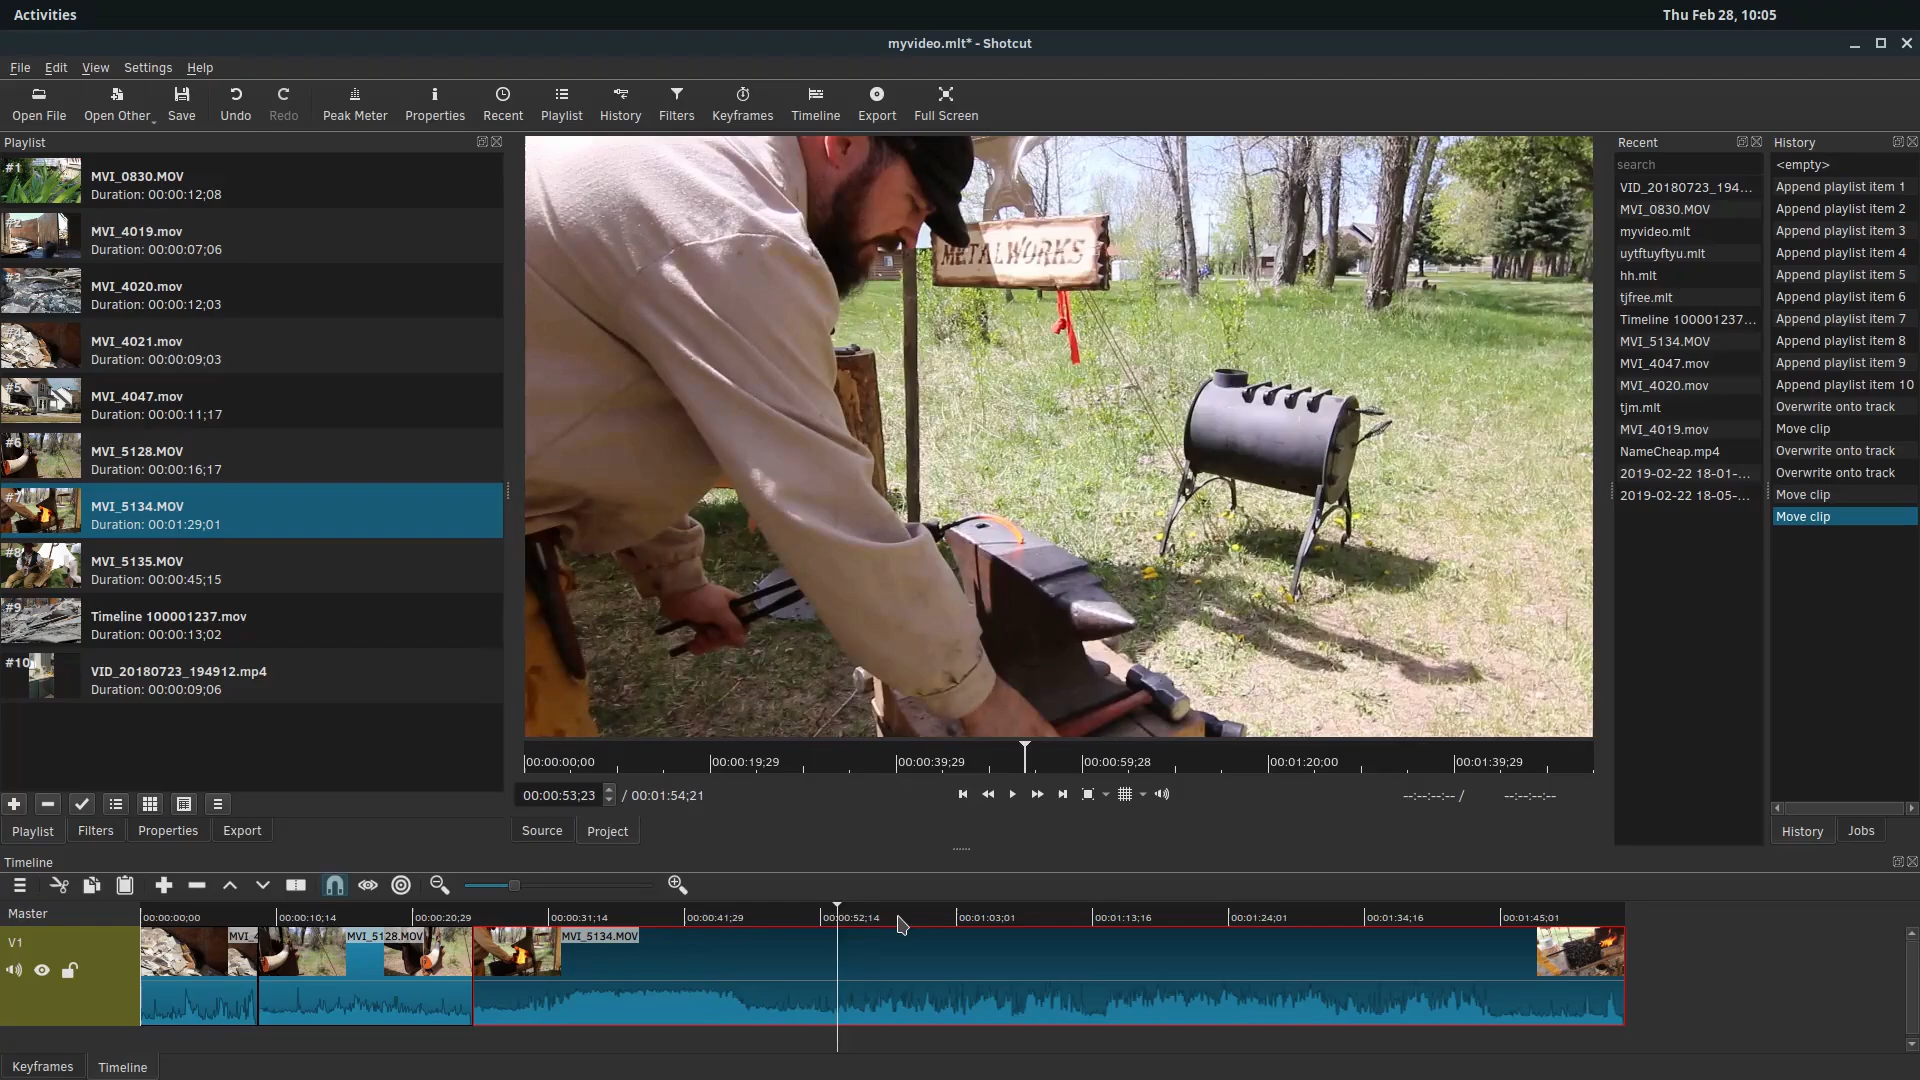 Activities
Thu Feb 28, 10:05
myvideo.mlt* - Shotcut
File Edit View Settings Help
Open File Open Other Save Undo Redo Peak Meter Properties Recent Playlist History Filters Keyframes Timeline Export Full Screen
Playlist
#1
MVI_0830.MOV
Duration: 00:00:12;08
MVI_4019.mov
Duration: 00:00:07;06
#3
MVI_4020.mov
Duration: 00:00:12;03
MVI_4021.mov
Duration: 00:00:09;03
#5
MVI_4047.mov
Duration: 00:00:11;17
#6
MVI_5128.MOV
Duration: 00:00:16;17
#7
MVI_5134.MOV
Duration: 00:01:29;01
#8
MVI_5135.MOV
Duration: 00:00:45;15
#9
Timeline 100001237.mov
Duration: 00:00:13;02
#10
VID_20180723_194912.mp4
Duration: 00:00:09;06
Playlist Filters Properties Export
METALWORKS
00:00:00;00 00:00:19;29 00:00:39;29 00:00:59;28 00:01:20;00 00:01:39;29
00:00:53;23 / 00:01:54;21
--:--:--:-- / --:--:--:--
Source Project
Recent
search
VID_20180723_194...
MVI_0830.MOV
myvideo.mlt
uytftuyftyu.mlt
hh.mlt
tjfree.mlt
Timeline 100001237...
MVI_5134.MOV
MVI_4047.mov
MVI_4020.mov
tjm.mlt
MVI_4019.mov
NameCheap.mp4
2019-02-22 18-01-...
2019-02-22 18-05-...
History
<empty>
Append playlist item 1
Append playlist item 2
Append playlist item 3
Append playlist item 4
Append playlist item 5
Append playlist item 6
Append playlist item 7
Append playlist item 8
Append playlist item 9
Append playlist item 10
Overwrite onto track
Move clip
Overwrite onto track
Overwrite onto track
Move clip
Move clip
History Jobs
Timeline
Master
00:00:00;00 00:00:10;14 00:00:20;29 00:00:31;14 00:00:41;29 00:00:52;14 00:01:03;01 00:01:13;16 00:01:24;01 00:01:34;16 00:01:45;01
V1
MVI_4 MVI_5128.MOV MVI_5134.MOV
Keyframes Timeline